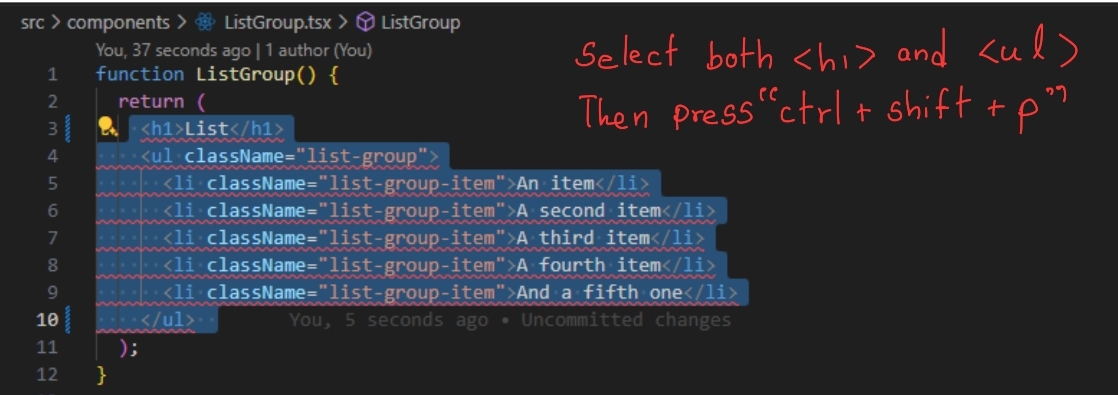 src > components > ListGroup.tsx > ListGroup
You, 37 seconds ago | 1 author (You)
Select both <h1> and <ul>
Then press "ctrl + shift + p"
1 function ListGroup() {
2 return (
3 <h1>List</h1>
4 <ul className="list-group">
5 <li className="list-group-item">An item</li>
6 <li className="list-group-item">A second item</li>
7 <li className="list-group-item">A third item</li>
8 <li className="list-group-item">A fourth item</li>
9 <li className="list-group-item">And a fifth one</li>
10 </ul> You, 5 seconds ago • Uncommitted changes
11 );
12 }